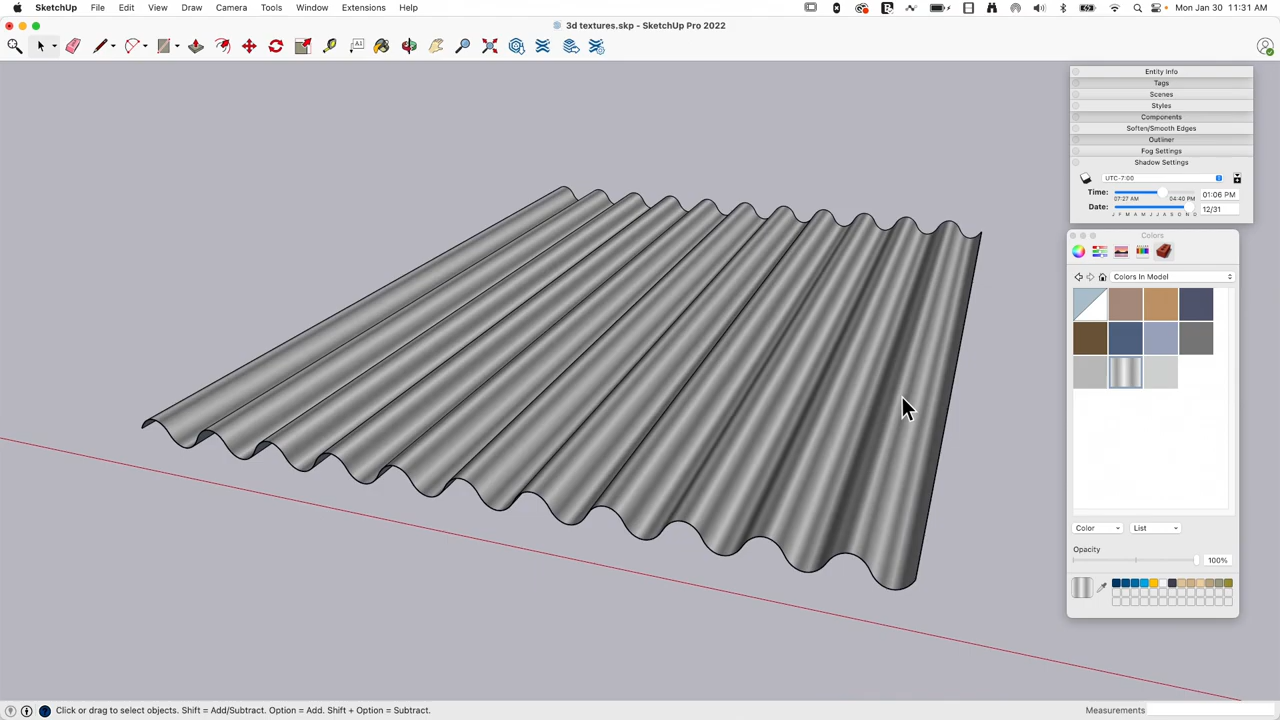 SketchUp File Edit View Draw Camera Tools Window Extensions Help Mon Jan 30 11:31 AM
3d textures.skp - SketchUp Pro 2022
Entity Info
Tags
Scenes
Styles
Components
Soften/Smooth Edges
Outliner
Fog Settings
Shadow Settings
UTC-7:00
Time: 07:27 AM 04:40 PM 01:06 PM
Date: J F M A M J J A S O N D 12/31
Colors
Colors In Model
Color List
Opacity
100%
Click or drag to select objects. Shift = Add/Subtract. Option = Add. Shift + Option = Subtract. Measurements